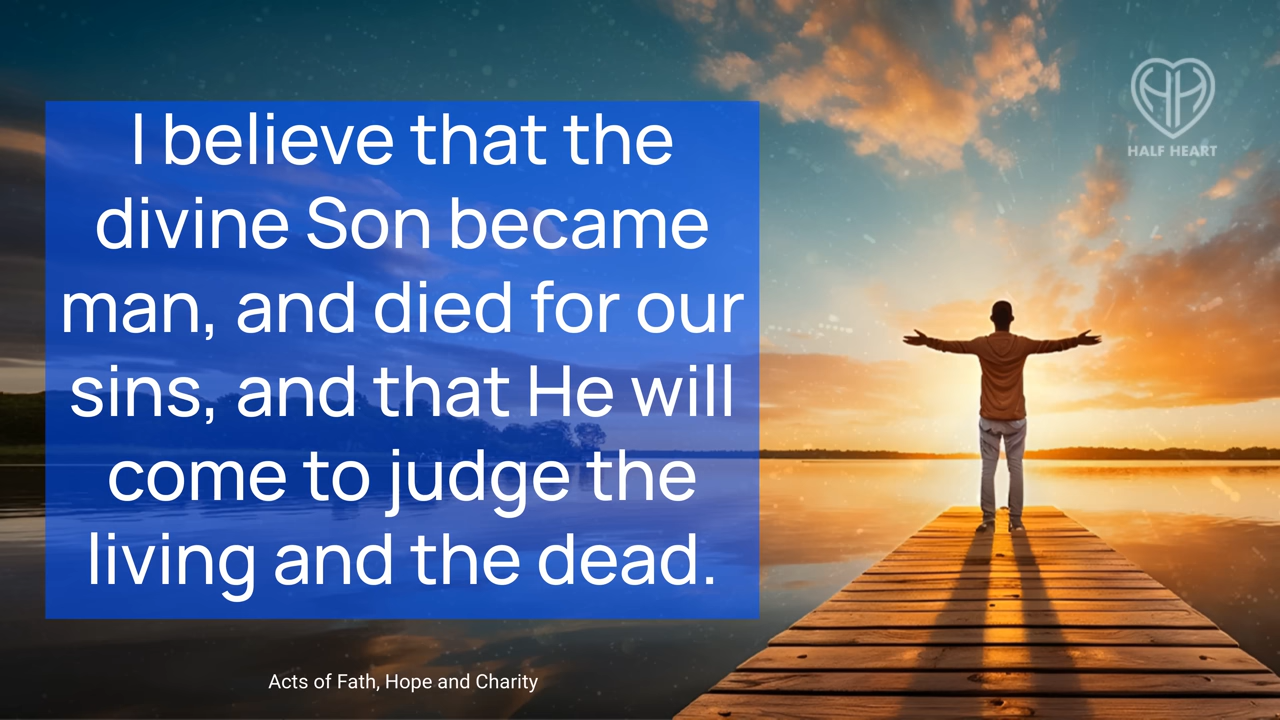 I believe that the
divine Son became
man, and died for our
sins, and that He will
come to judge the
living and the dead.
HALF HEART
Acts of Fath, Hope and Charity